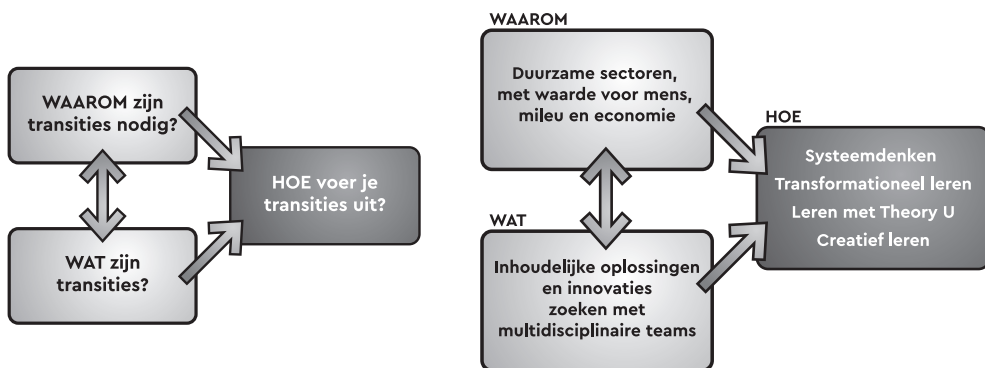 WAAROM zijn
transities nodig?
HOE voer je
transities uit?
WAT zijn
transities?
WAAROM
Duurzame sectoren,
met waarde voor mens,
mileu en economie
HOE
Systeemdenken
Transformationeel leren
Leren met Theory U
Creatief leren
WAT
Inhoudelijke oplossingen
en innovaties
zoeken met
multidisciplinaire teams